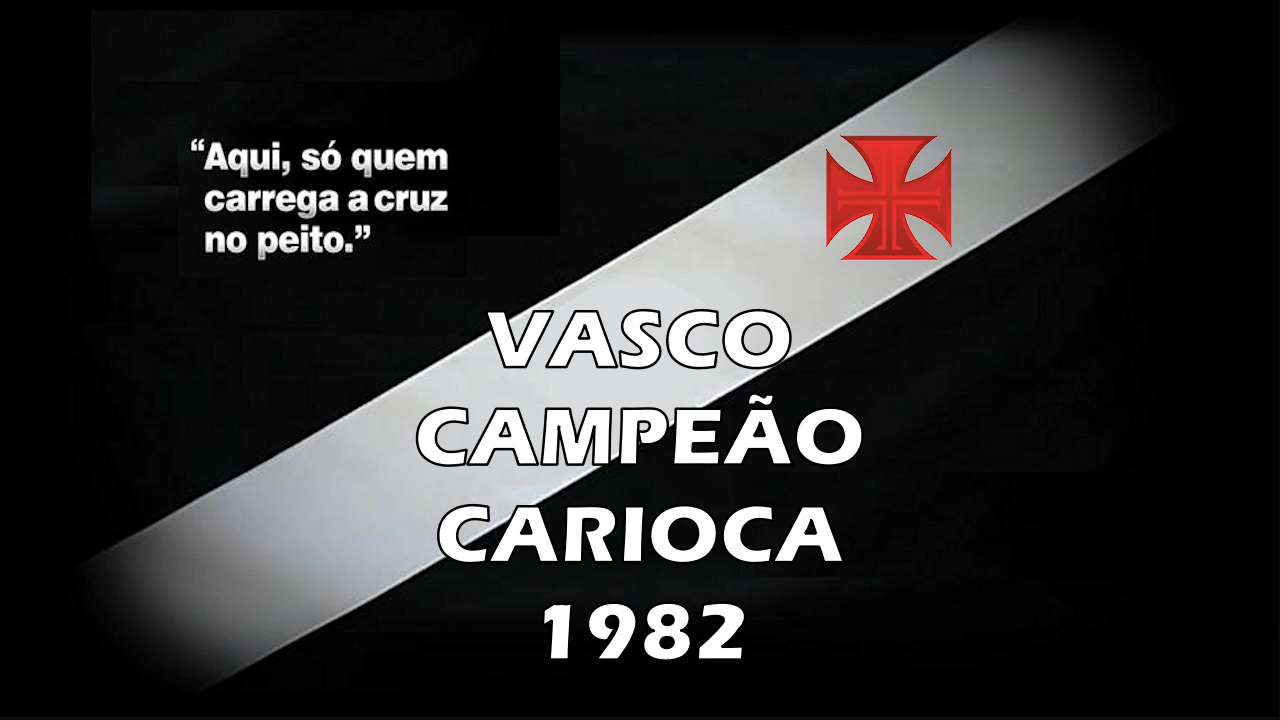 “Aqui, só quem
carrega a cruz
no peito.”
VASCO
CAMPEÃO
CARIOCA
1982